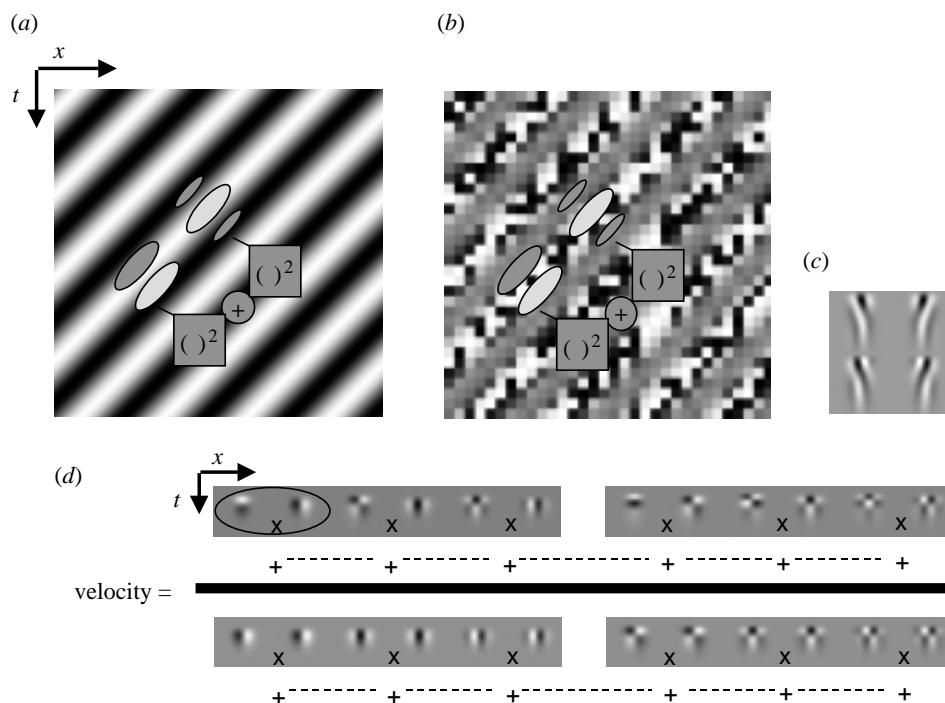 (a)
(b)
x
t
( )²
( )²
+
( )²
( )²
+
(c)
(d)
x
t
x x x x x x
+ ---------- + ---------- + ---------------- + ---------- + ---------- +
velocity =
x x x x x x
+ ---------- + ---------- + ---------------- + ---------- + ---------- +